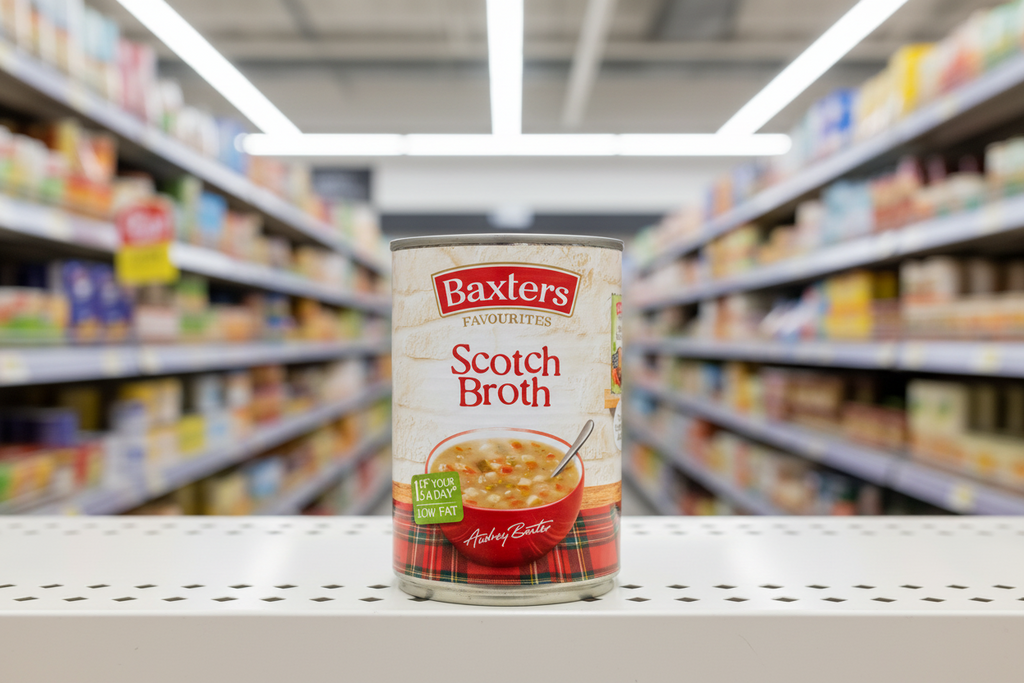 Baxters
FAVOURITES
Scotch
Broth
1 OF YOUR
5 A DAY
LOW FAT
Audrey Baxter